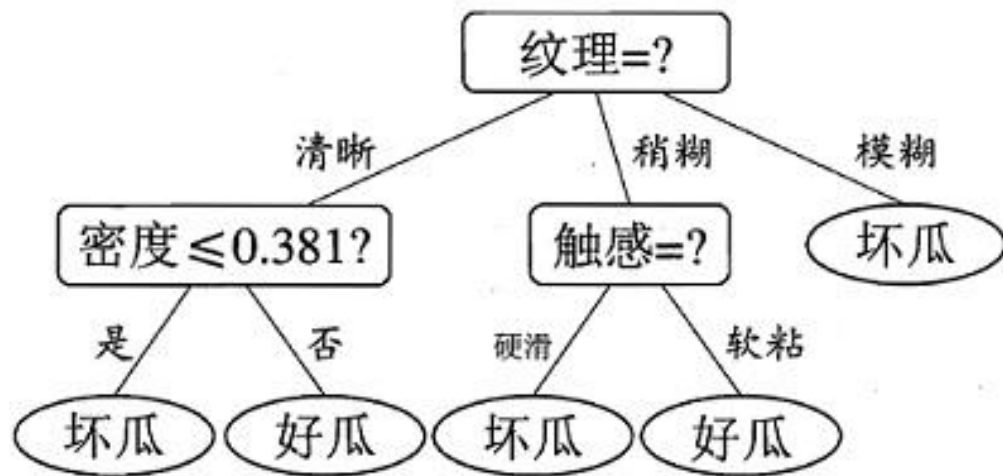 纹理=?
清晰 稍糊 模糊
密度≤0.381? 触感=? 坏瓜
是 否 硬滑 软粘
坏瓜 好瓜 坏瓜 好瓜